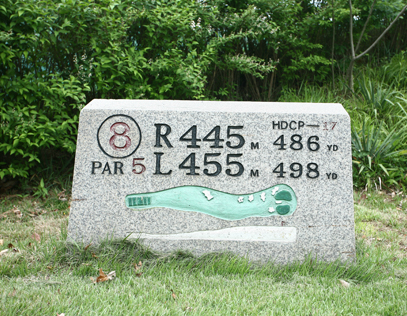 8 R 445 M 486 YD HDCP—17
PAR 5 L 455 M 498 YD